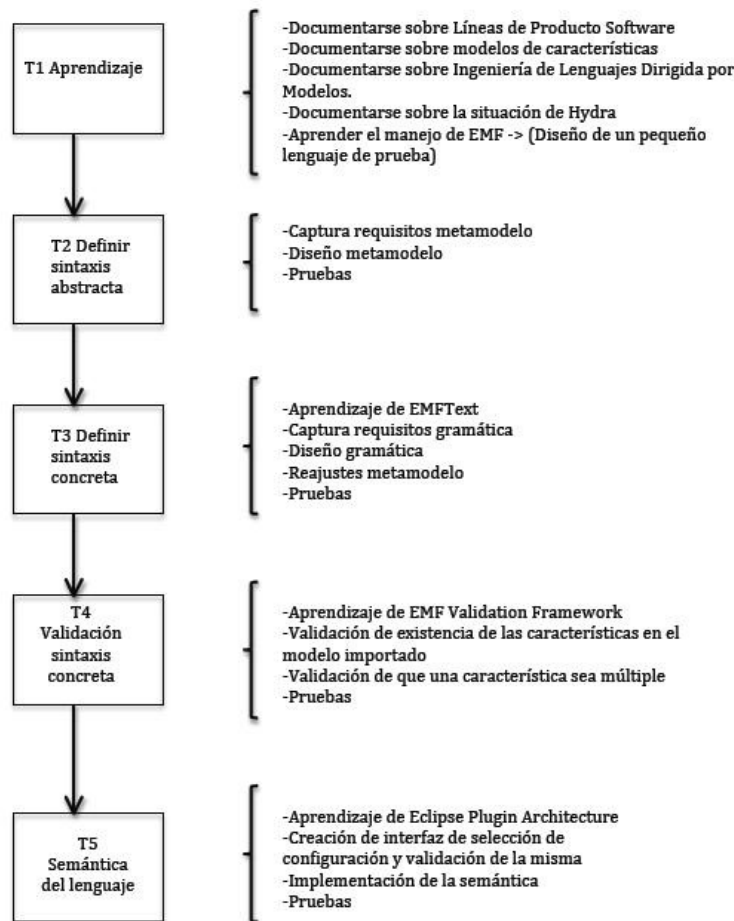 T1 Aprendizaje
-Documentarse sobre Líneas de Producto Software
-Documentarse sobre modelos de características
-Documentarse sobre Ingeniería de Lenguajes Dirigida por
Modelos.
-Documentarse sobre la situación de Hydra
-Aprender el manejo de EMF -> (Diseño de un pequeño
lenguaje de prueba)
T2 Definir
sintaxis
abstracta
-Captura requisitos metamodelo
-Diseño metamodelo
-Pruebas
T3 Definir
sintaxis
concreta
-Aprendizaje de EMFText
-Captura requisitos gramática
-Diseño gramática
-Reajustes metamodelo
-Pruebas
T4
Validación
sintaxis
concreta
-Aprendizaje de EMF Validation Framework
-Validación de existencia de las características en el
modelo importado
-Validación de que una característica sea múltiple
-Pruebas
T5
Semántica
del lenguaje
-Aprendizaje de Eclipse Plugin Architecture
-Creación de interfaz de selección de
configuración y validación de la misma
-Implementación de la semántica
-Pruebas